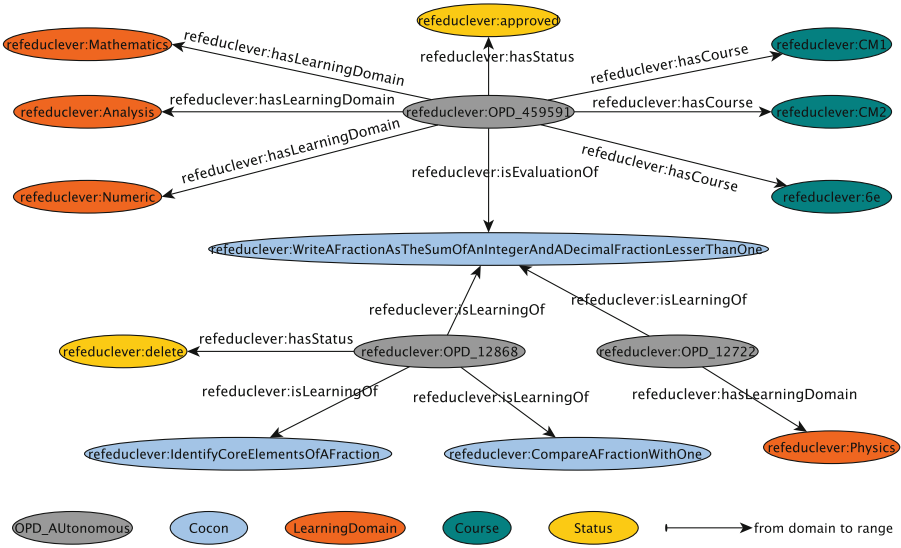 refeduclever:approved
refeduclever:Mathematics
refeduclever:hasLearningDomain
refeduclever:hasStatus
refeduclever:hasCourse
refeduclever:CM1
refeduclever:Analysis
refeduclever:hasLearningDomain
refeduclever:OPD_459591
refeduclever:hasCourse
refeduclever:CM2
refeduclever:hasLearningDomain
refeduclever:isEvaluationOf
refeduclever:hasCourse
refeduclever:Numeric
refeduclever:6e
refeduclever:WriteAFractionAsTheSumOfAnIntegerAndADecimalFractionLesserThanOne
refeduclever:isLearningOf
refeduclever:isLearningOf
refeduclever:hasStatus
refeduclever:delete
refeduclever:OPD_12868
refeduclever:OPD_12722
refeduclever:isLearningOf
refeduclever:isLearningOf
refeduclever:hasLearningDomain
refeduclever:IdentifyCoreElementsOfAFraction
refeduclever:CompareAFractionWithOne
refeduclever:Physics
OPD_AUtonomous
Cocon
LearningDomain
Course
Status
from domain to range